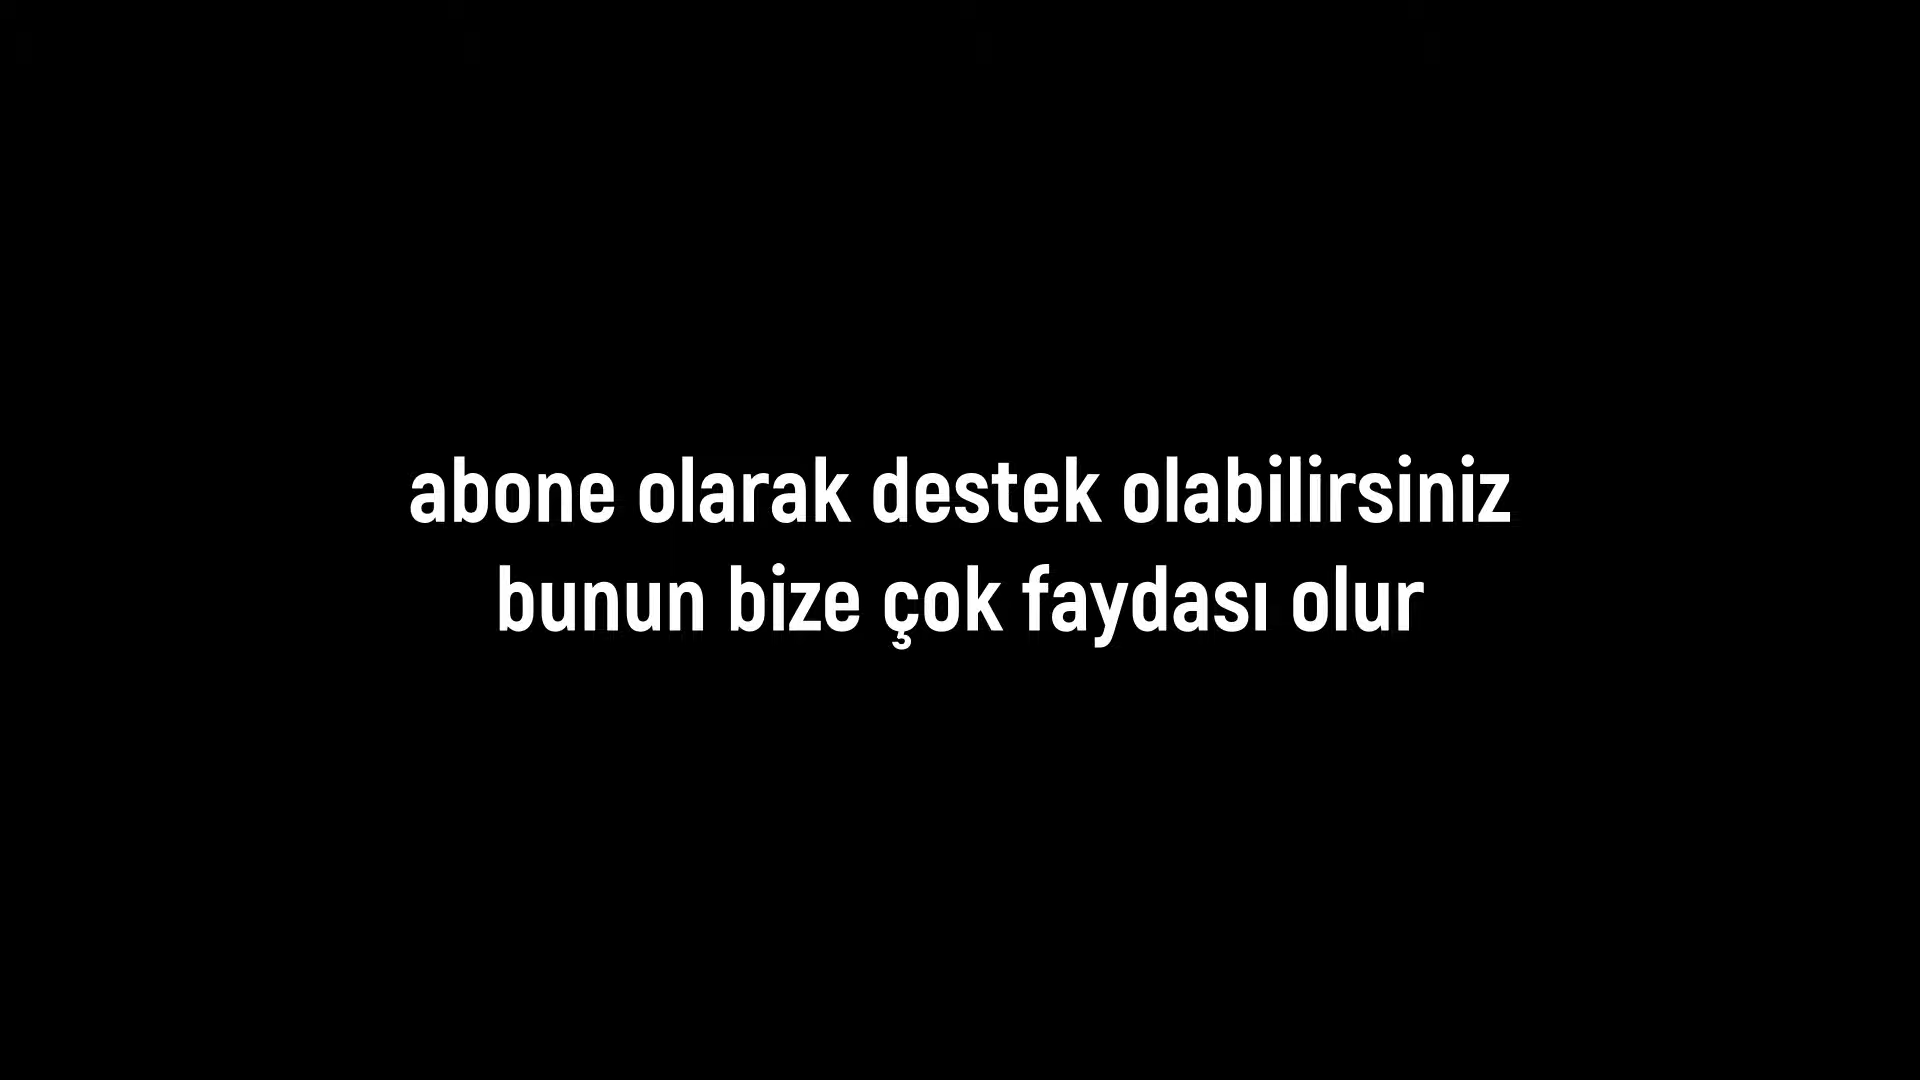 abone olarak destek olabilirsiniz
bunun bize çok faydası olur